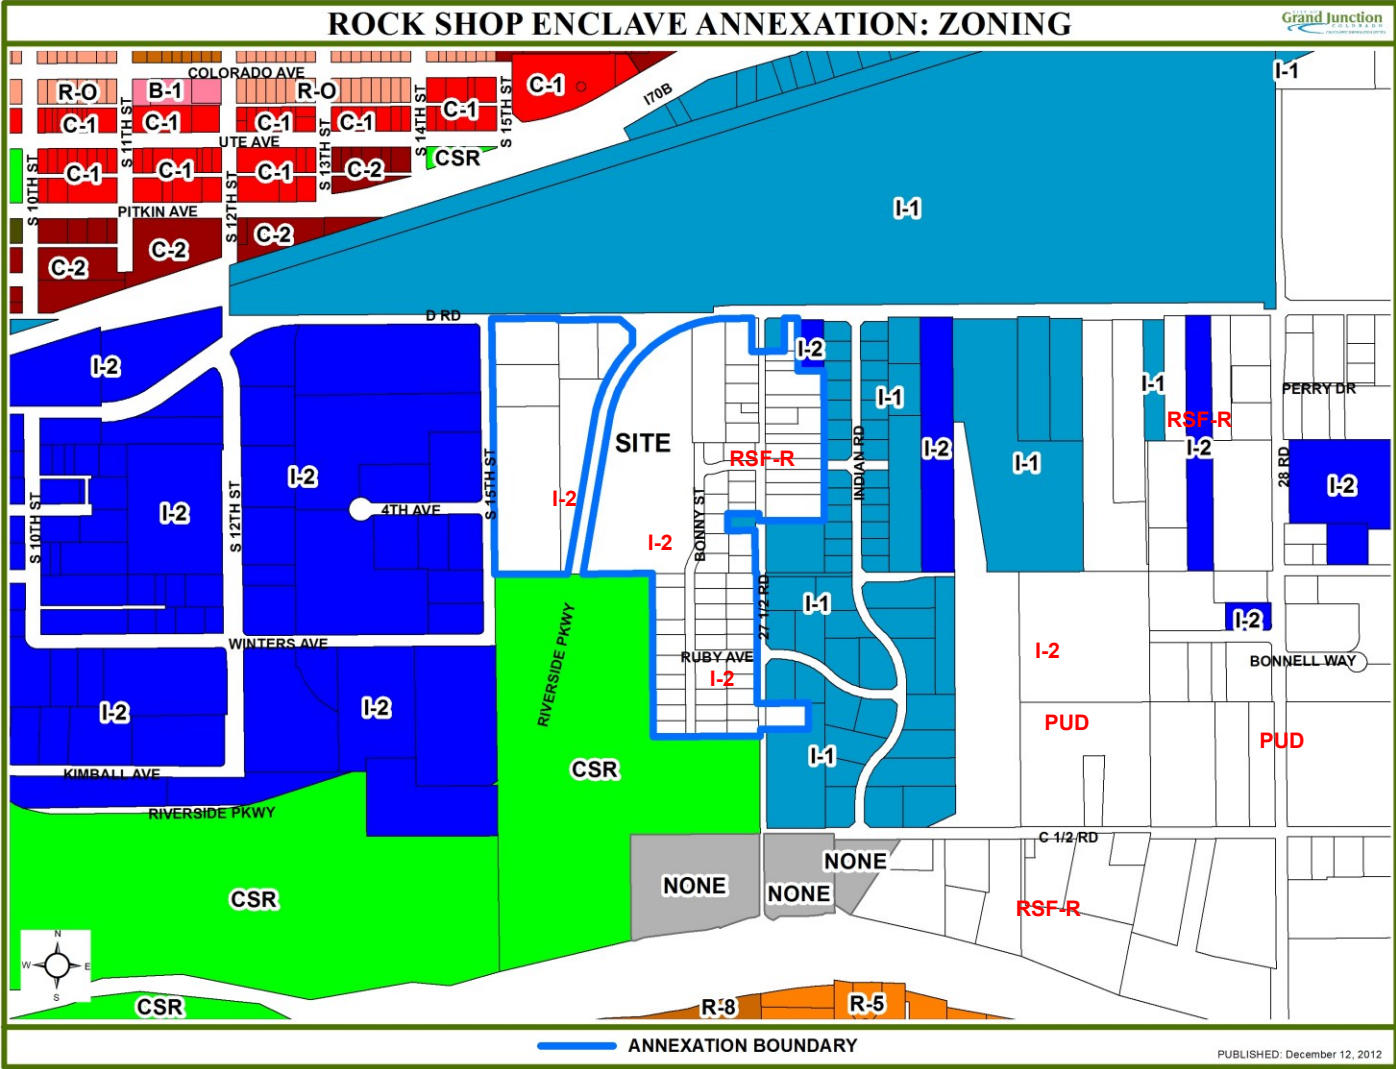 ROCK SHOP ENCLAVE ANNEXATION: ZONING
CITY OF
Grand Junction
COLORADO
COLORADO AVE
R-O
B-1
R-O
C-1
C-1
I70B
I-1
C-1
C-1
C-1
C-1
S 11TH ST
S 13TH ST
S 14TH ST
S 15TH ST
UTE AVE
CSR
C-1
C-1
C-1
C-2
S 10TH ST
S 12TH ST
PITKIN AVE
I-1
C-2
C-2
C-2
D RD
I-2
I-2
I-1
I-1
PERRY DR
RSF-R
SITE
RSF-R
I-2
I-2
I-1
I-2
I-2
INDIAN RD
28 RD
I-2
S 15TH ST
I-2
4TH AVE
I-2
S 10TH ST
S 12TH ST
I-2
BONNY ST
27 1/2 RD
I-1
I-2
WINTERS AVE
RIVERSIDE PKWY
RUBY AVE
I-2
I-2
BONNELL WAY
I-2
I-2
PUD
PUD
I-1
CSR
KIMBALL AVE
RIVERSIDE PKWY
C 1/2 RD
NONE
NONE
NONE
CSR
RSF-R
N
W
E
S
CSR
R-8
R-5
ANNEXATION BOUNDARY
PUBLISHED: December 12, 2012